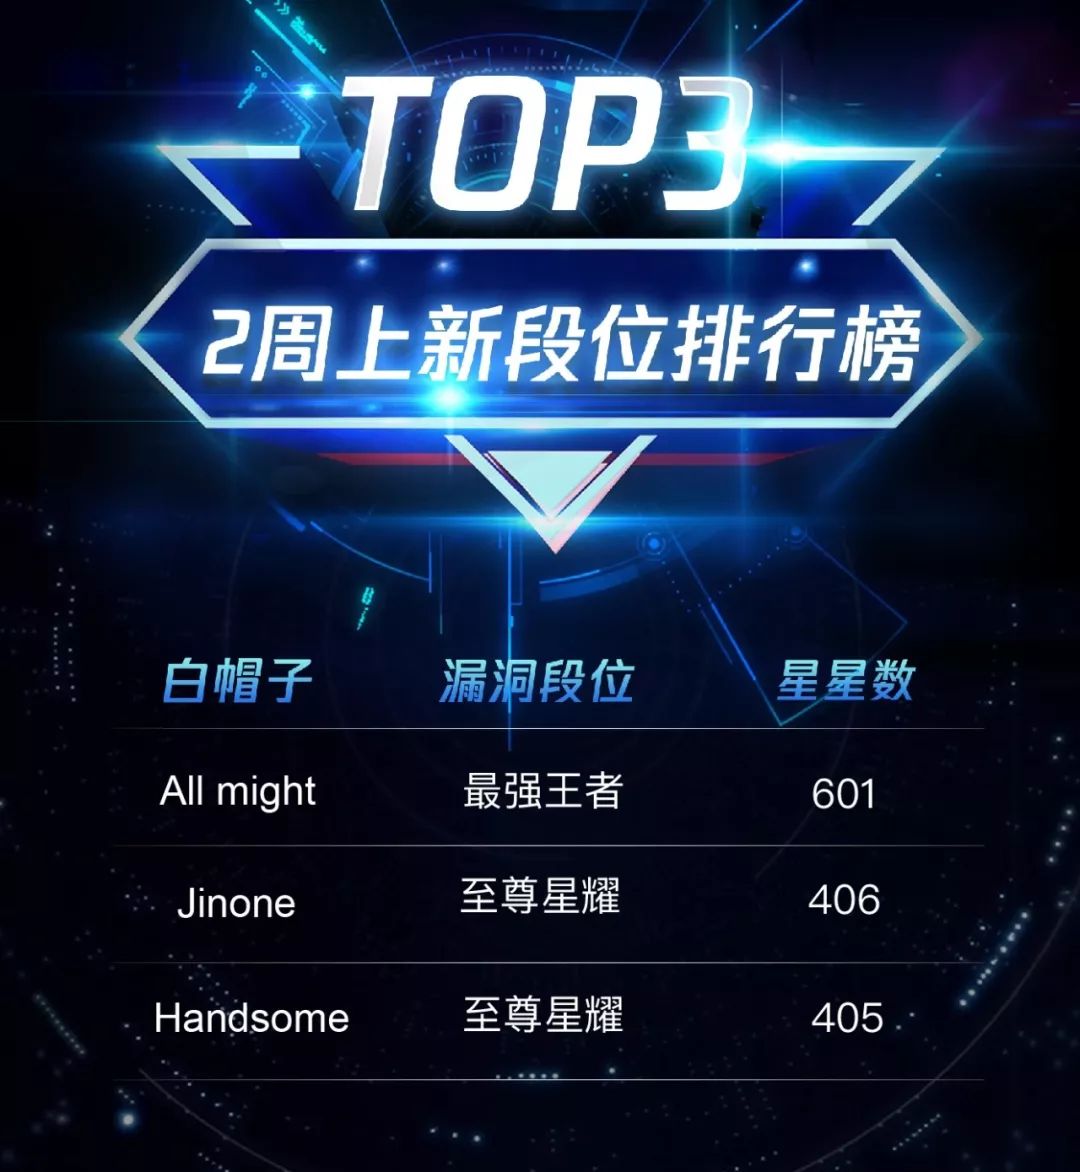 TOP3
2周上新段位排行榜
白帽子 漏洞段位 星星数
All might 最强王者 601
Jinone 至尊星耀 406
Handsome 至尊星耀 405